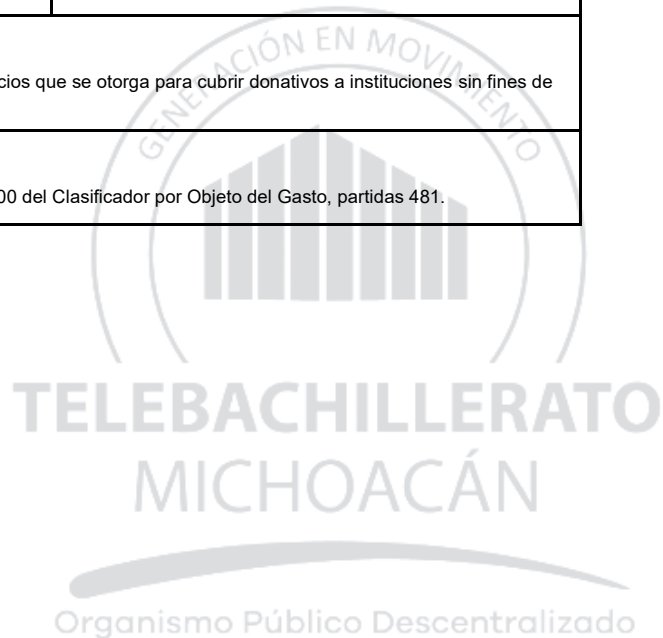 cios que se otorga para cubrir donativos a instituciones sin fines de
00 del Clasificador por Objeto del Gasto, partidas 481.
GENERACIÓN EN MOVIMIENTO
TELEBACHILLERATO
MICHOACÁN
Organismo Público Descentralizado